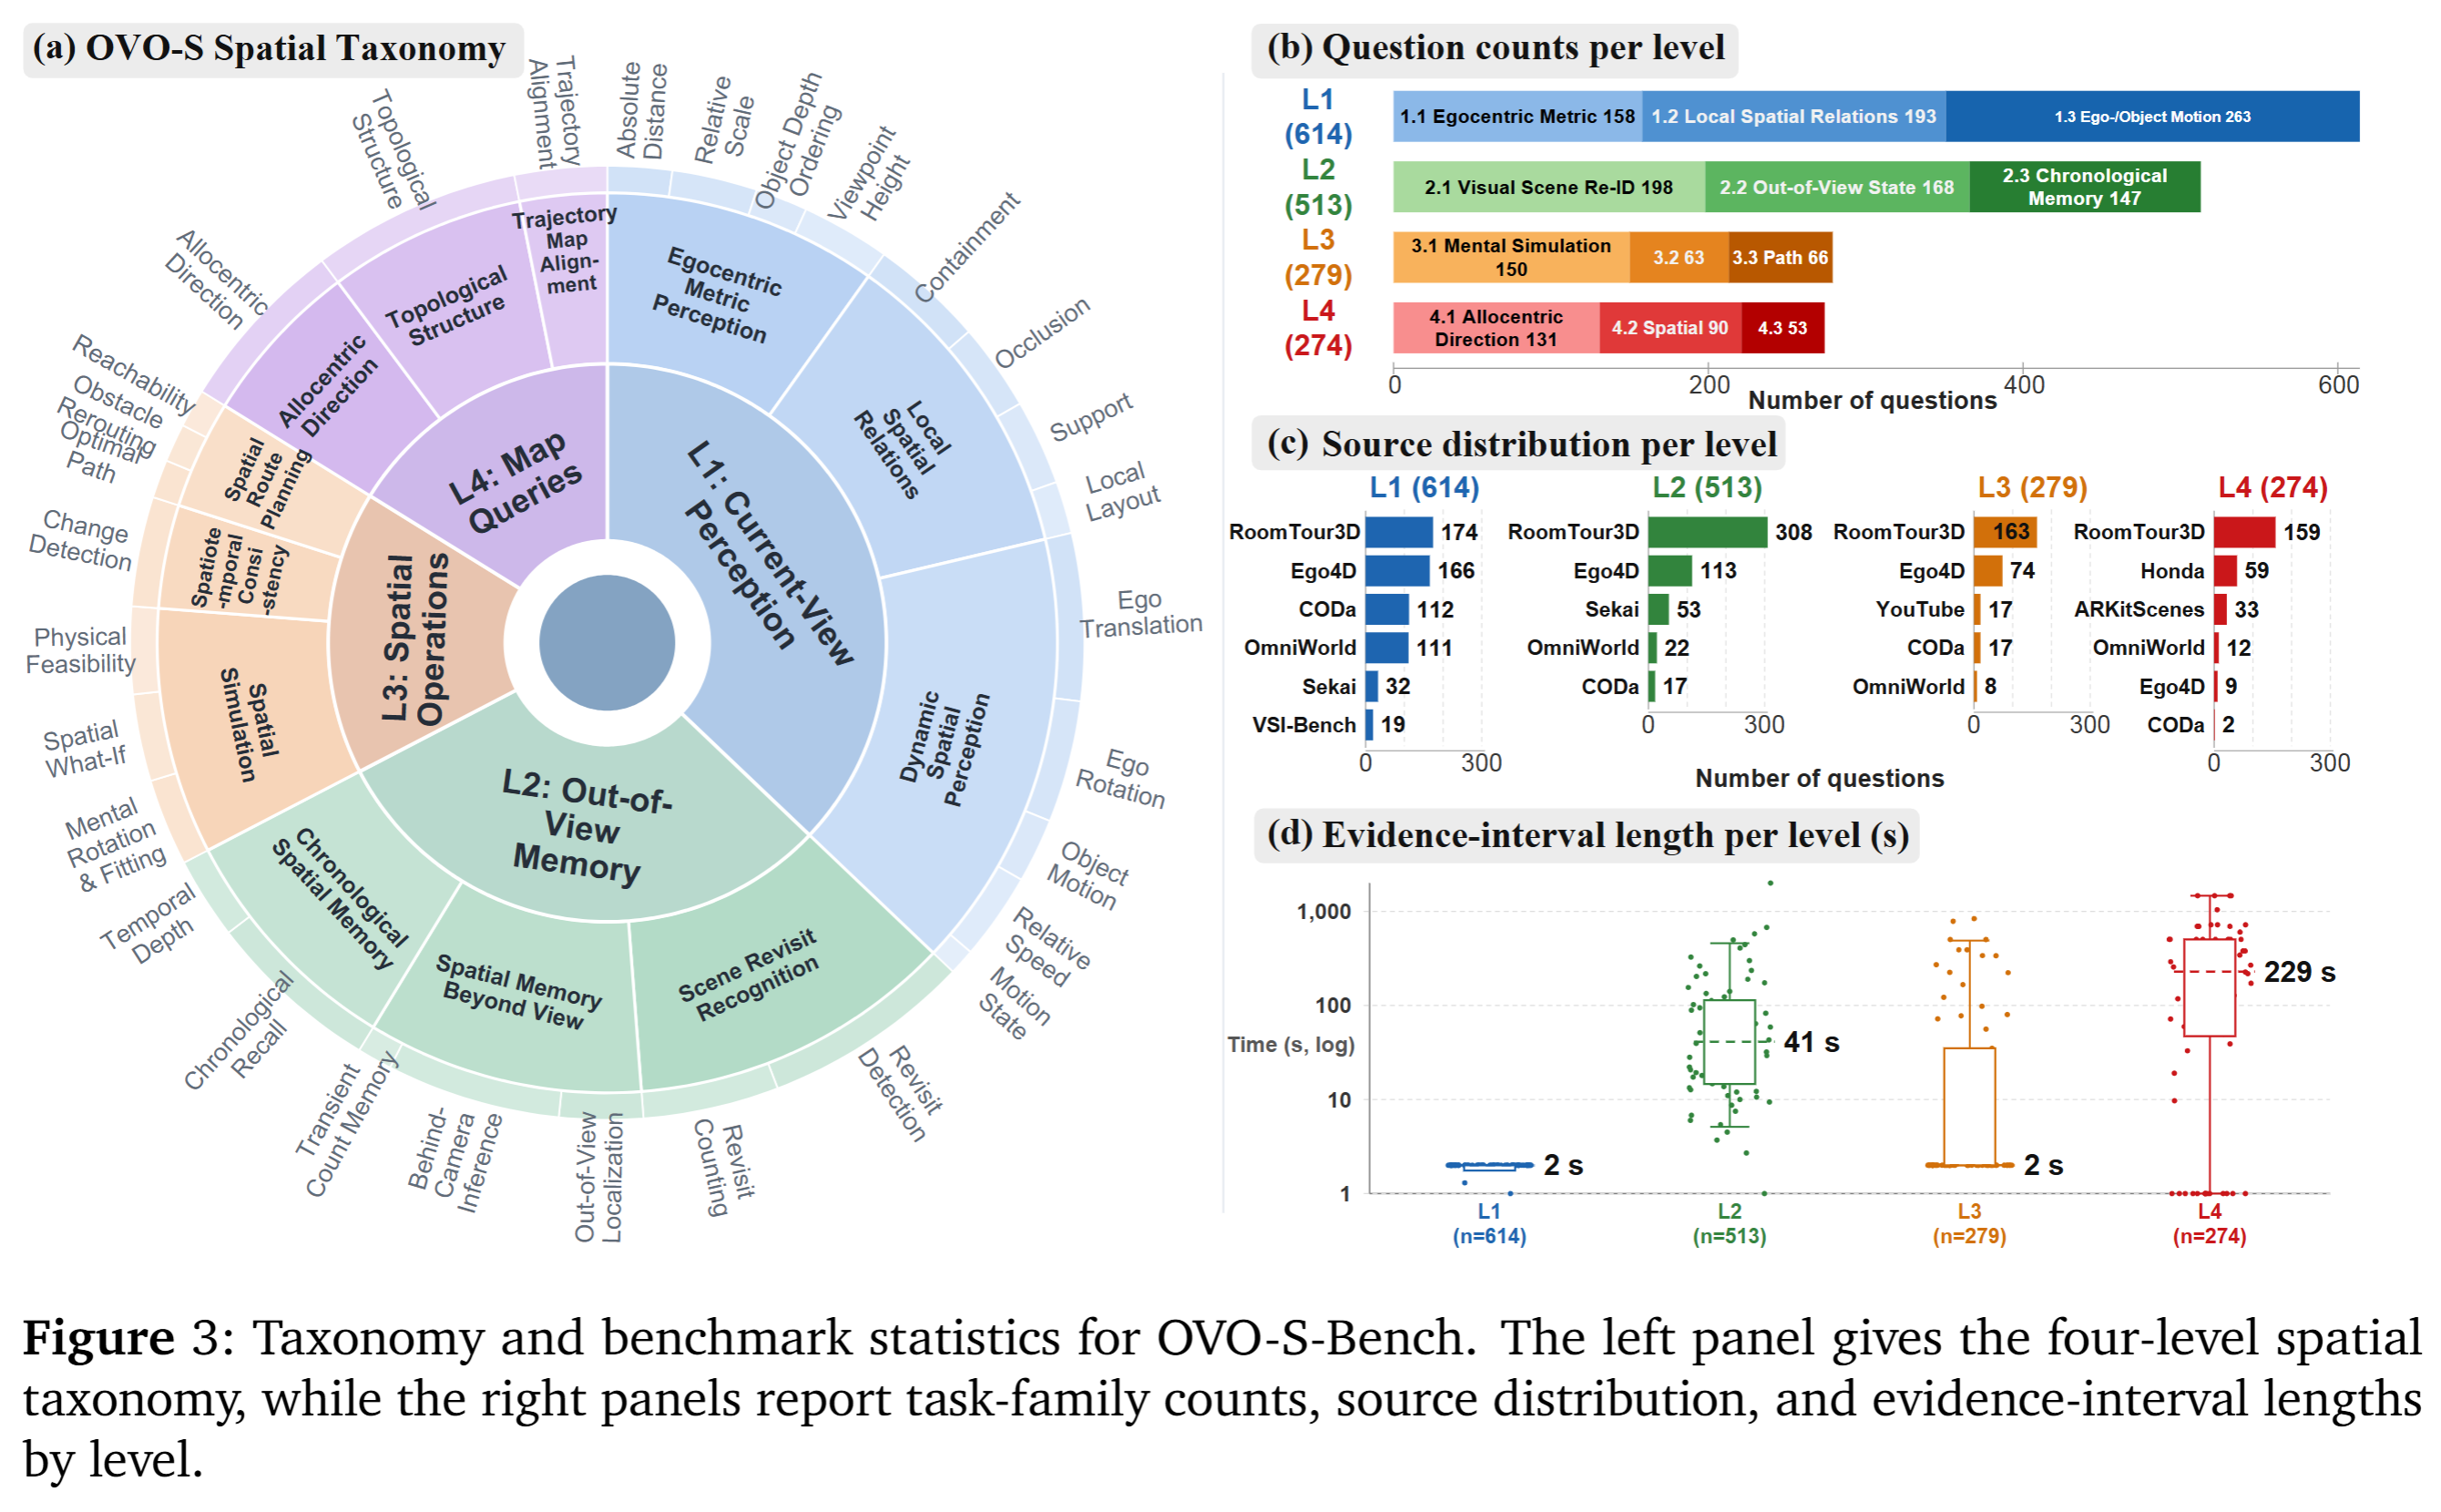 (a) OVO-S Spatial Taxonomy
Trajectory
Alignment
Absolute
Distance
Relative
Scale
Object Depth
Ordering
Viewpoint
Height
Containment
Occlusion
Support
Local
Layout
Ego
Translation
Ego
Rotation
Object
Motion
Relative
Speed
Motion
State
Revisit
Detection
Revisit
Counting
Out-of-View
Localization
Behind-
Camera
Inference
Transient
Count Memory
Chronological
Recall
Temporal
Depth
Mental
Rotation
& Fitting
Spatial
What-If
Physical
Feasibility
Change
Detection
Optimal
Path
Obstacle
Rerouting
Reachability
Allocentric
Direction
Topological
Structure
Egocentric
Metric
Perception
Local
Spatial
Relations
Dynamic
Spatial
Perception
Scene Revisit
Recognition
Spatial Memory
Beyond View
Chronological
Spatial Memory
Spatial
Simulation
Spatiote
-mporal
Consi
-stency
Spatial
Route
Planning
Allocentric
Direction
Topological
Structure
Trajectory
Map
Align-
ment
L1: Current-View
Perception
L2: Out-of-
View
Memory
L3: Spatial
Operations
L4: Map
Queries
(b) Question counts per level
L1
(614)
1.1 Egocentric Metric 158
1.2 Local Spatial Relations 193
1.3 Ego-/Object Motion 263
L2
(513)
2.1 Visual Scene Re-ID 198
2.2 Out-of-View State 168
2.3 Chronological
Memory 147
L3
(279)
3.1 Mental Simulation
150
3.2 63
3.3 Path 66
L4
(274)
4.1 Allocentric
Direction 131
4.2 Spatial 90
4.3 53
0 200 400 600
Number of questions
(c) Source distribution per level
L1 (614)
RoomTour3D 174
Ego4D 166
CODa 112
OmniWorld 111
Sekai 32
VSI-Bench 19
0 300
L2 (513)
RoomTour3D 308
Ego4D 113
Sekai 53
OmniWorld 22
CODa 17
0 300
L3 (279)
RoomTour3D 163
Ego4D 74
YouTube 17
CODa 17
OmniWorld 8
0 300
L4 (274)
RoomTour3D 159
Honda 59
ARKitScenes 33
OmniWorld 12
Ego4D 9
CODa 2
0 300
Number of questions
(d) Evidence-interval length per level (s)
1,000
100
Time (s, log)
10
1
2 s
41 s
2 s
229 s
L1
(n=614)
L2
(n=513)
L3
(n=279)
L4
(n=274)
Figure 3: Taxonomy and benchmark statistics for OVO-S-Bench. The left panel gives the four-level spatial
taxonomy, while the right panels report task-family counts, source distribution, and evidence-interval lengths
by level.